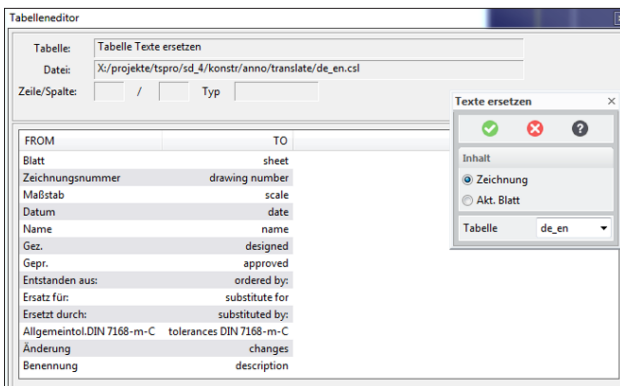 Tabelleneditor
Tabelle: Tabelle Texte ersetzen
Datei: X:/projekte/tspro/sd_4/konstr/anno/translate/de_en.csl
Zeile/Spalte: / Typ
Texte ersetzen
Inhalt
Zeichnung
Akt. Blatt
Tabelle de_en
FROM TO
Blatt sheet
Zeichnungsnummer drawing number
Maßstab scale
Datum date
Name name
Gez. designed
Gepr. approved
Entstanden aus: ordered by:
Ersatz für: substitute for
Ersetzt durch: substituted by:
Allgemeintol.DIN 7168-m-C tolerances DIN 7168-m-C
Änderung changes
Benennung description